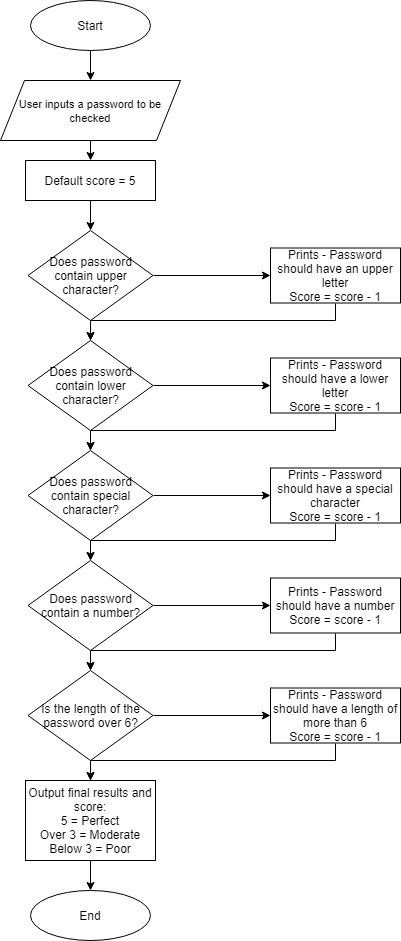 Start
User inputs a password to be
checked
Default score = 5
Does password
contain upper
character?
Prints - Password
should have an upper
letter
Score = score - 1
Does password
contain lower
character?
Prints - Password
should have a lower
letter
Score = score - 1
Does password
contain special
character?
Prints - Password
should have a special
character
Score = score - 1
Does password
contain a number?
Prints - Password
should have a number
Score = score - 1
Is the length of the
password over 6?
Prints - Password
should have a length of
more than 6
Score = score - 1
Output final results and
score:
5 = Perfect
Over 3 = Moderate
Below 3 = Poor
End